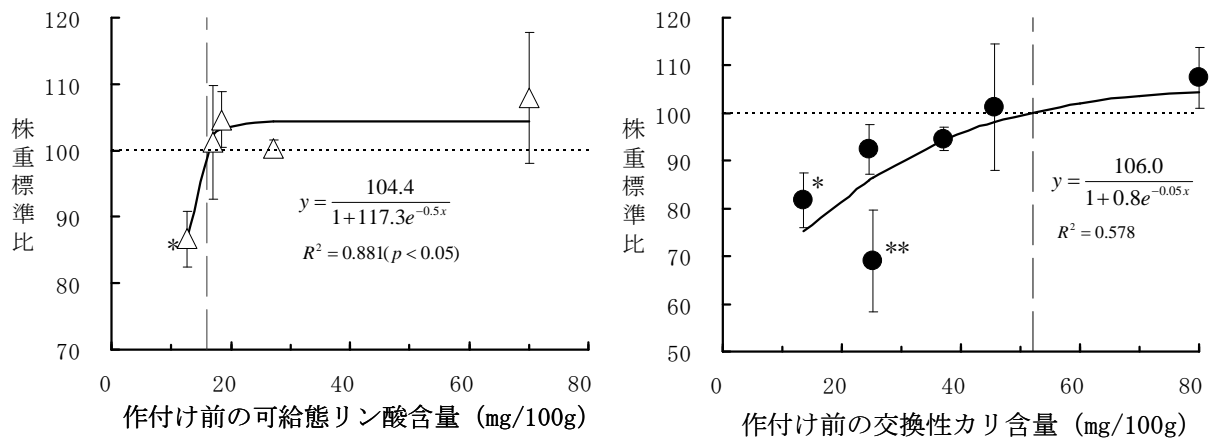 120
110
100
90
80
70
株重標準比
*
y = 104.4 / (1+117.3e^{-0.5x})
R² = 0.881(p < 0.05)
0 20 40 60 80
作付け前の可給態リン酸含量 (mg/100g)
120
110
100
90
80
70
60
50
株重標準比
*
**
y = 106.0 / (1+0.8e^{-0.05x})
R² = 0.578
0 20 40 60 80
作付け前の交換性カリ含量 (mg/100g)